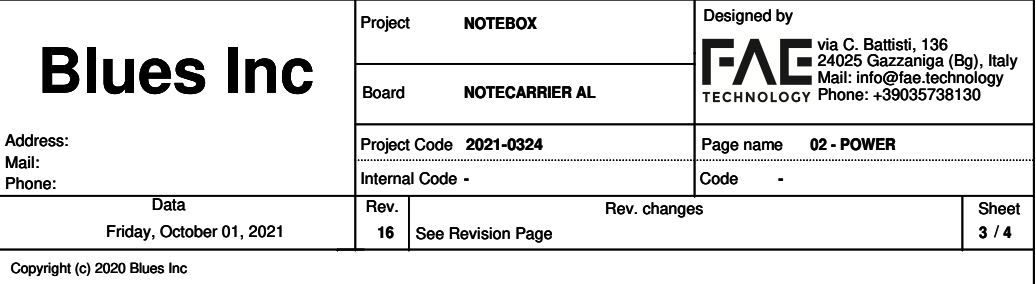 Blues Inc
Address:
Mail:
Phone:
Project NOTEBOX
Board NOTECARRIER AL
Designed by
FAE
TECHNOLOGY
via C. Battisti, 136
24025 Gazzaniga (Bg), Italy
Mail: info@fae.technology
Phone: +39035738130
Project Code 2021-0324
Page name 02 - POWER
Internal Code -
Code -
Data
Friday, October 01, 2021
Rev.
16
Rev. changes
See Revision Page
Sheet
3 / 4
Copyright (c) 2020 Blues Inc